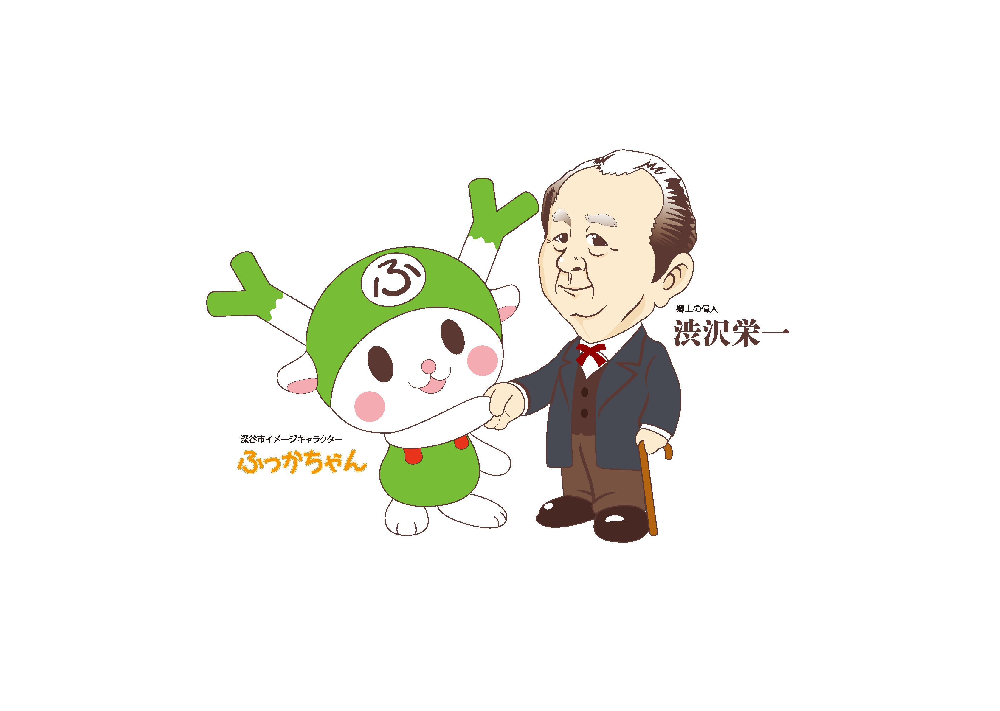 ふ
深谷市イメージキャラクター
ふっかちゃん
郷土の偉人
渋沢栄一